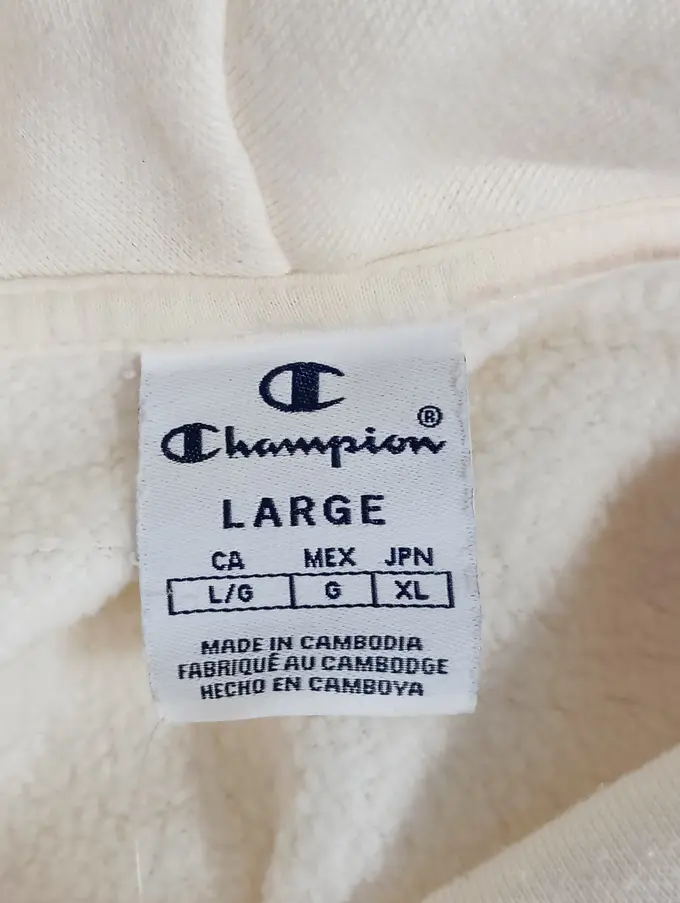 Champion®
LARGE
CA MEX JPN
L/G G XL
MADE IN CAMBODIA
FABRIQUÉ AU CAMBODGE
HECHO EN CAMBOYA